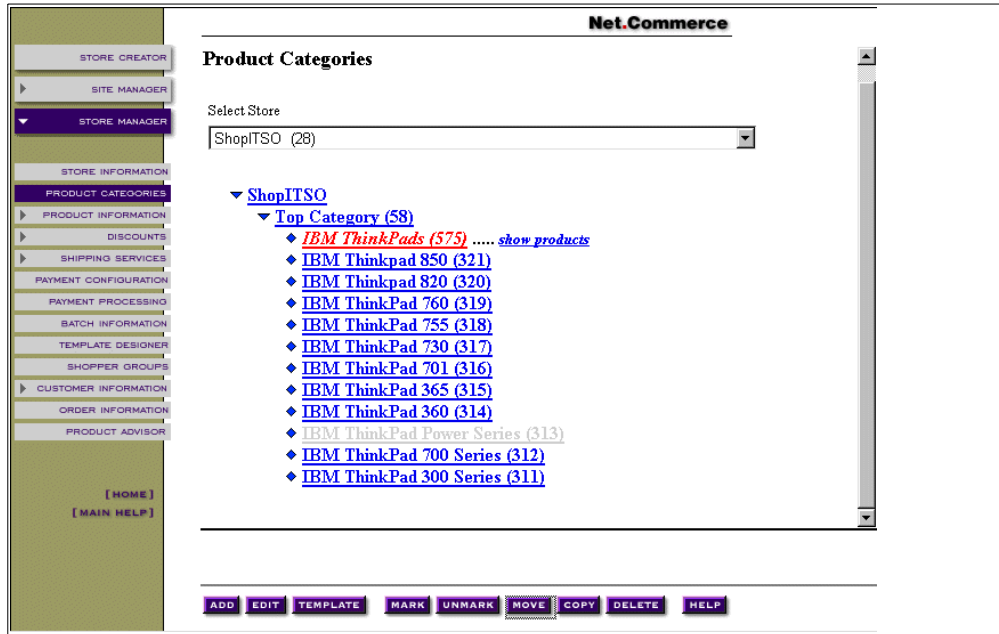 Net.Commerce
STORE CREATOR
SITE MANAGER
STORE MANAGER
STORE INFORMATION
PRODUCT CATEGORIES
PRODUCT INFORMATION
DISCOUNTS
SHIPPING SERVICES
PAYMENT CONFIGURATION
PAYMENT PROCESSING
BATCH INFORMATION
TEMPLATE DESIGNER
SHOPPER GROUPS
CUSTOMER INFORMATION
ORDER INFORMATION
PRODUCT ADVISOR
[HOME]
[MAIN HELP]
Product Categories
Select Store
ShopITSO (28)
ShopITSO
Top Category (58)
IBM ThinkPads (575) ..... show products
IBM Thinkpad 850 (321)
IBM Thinkpad 820 (320)
IBM ThinkPad 760 (319)
IBM ThinkPad 755 (318)
IBM ThinkPad 730 (317)
IBM ThinkPad 701 (316)
IBM ThinkPad 365 (315)
IBM ThinkPad 360 (314)
IBM ThinkPad Power Series (313)
IBM ThinkPad 700 Series (312)
IBM ThinkPad 300 Series (311)
ADD EDIT TEMPLATE MARK UNMARK MOVE COPY DELETE HELP